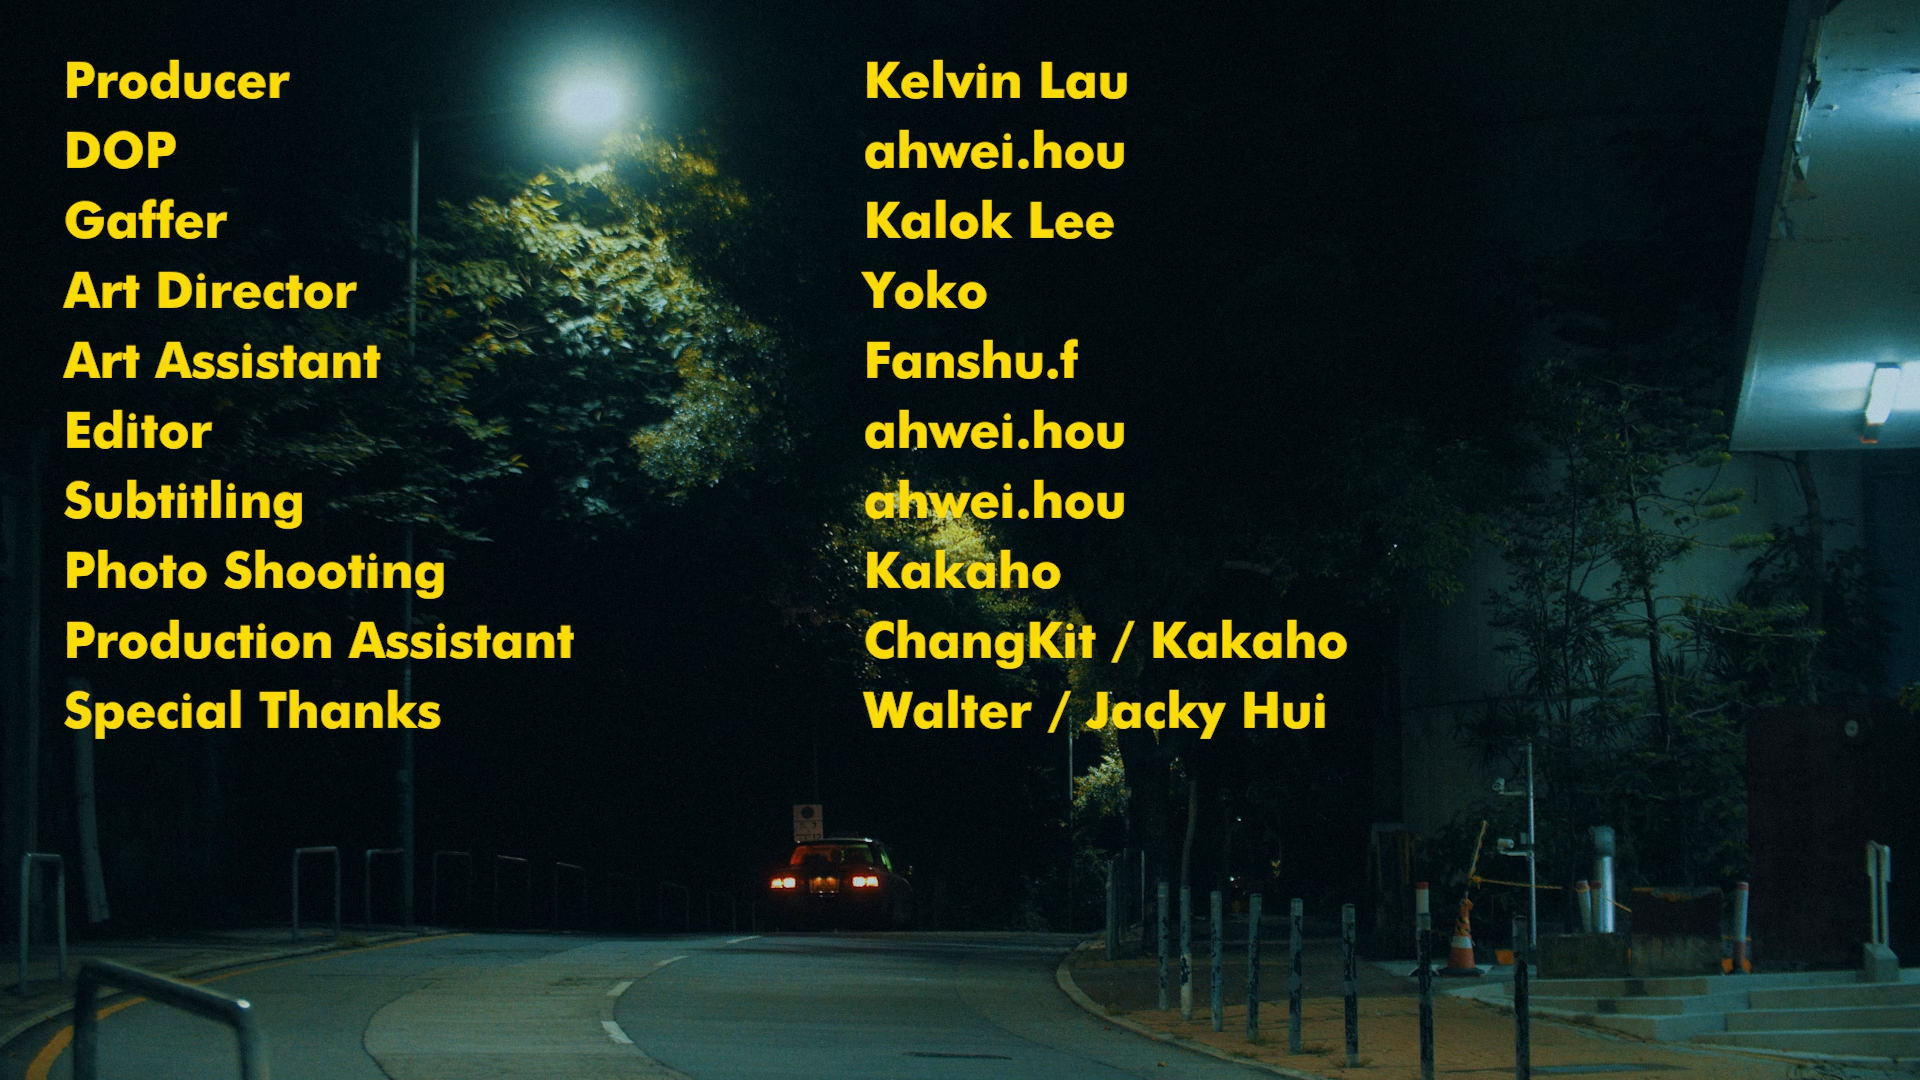 Producer Kelvin Lau
DOP ahwei.hou
Gaffer Kalok Lee
Art Director Yoko
Art Assistant Fanshu.f
Editor ahwei.hou
Subtitling ahwei.hou
Photo Shooting Kakaho
Production Assistant ChangKit / Kakaho
Special Thanks Walter / Jacky Hui